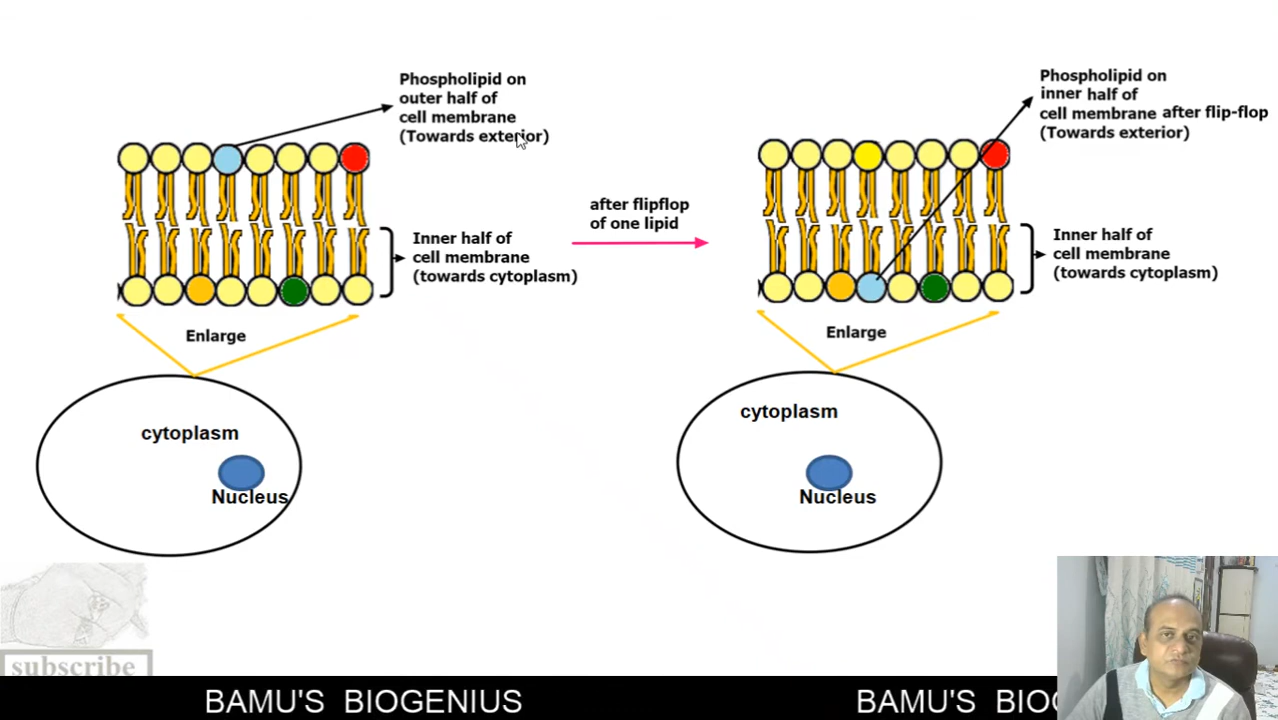 Phospholipid on
outer half of
cell membrane
(Towards exterior)
Inner half of
cell membrane
(towards cytoplasm)
Enlarge
cytoplasm
Nucleus
after flipflop
of one lipid
Phospholipid on
inner half of
cell membrane after flip-flop
(Towards exterior)
Inner half of
cell membrane
(towards cytoplasm)
Enlarge
cytoplasm
Nucleus
subscribe
BAMU'S BIOGENIUS
BAMU'S